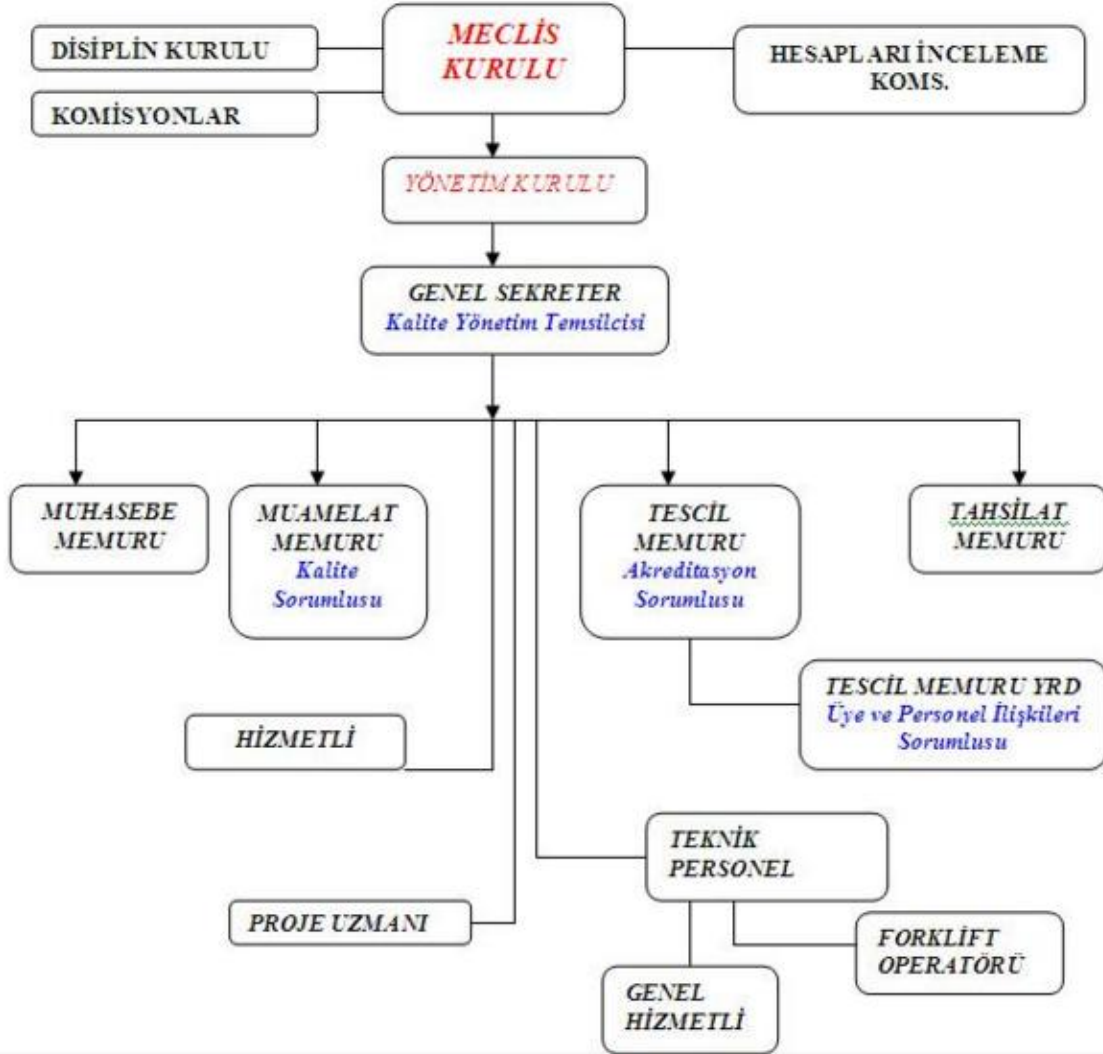 DİSİPLİN KURULU
KOMİSYONLAR
MECLİS
KURULU
HESAPLARI İNCELEME
KOMS.
YÖNETİM KURULU
GENEL SEKRETER
Kalite Yönetim Temsilcisi
MUHASEBE
MEMURU
MUAMELAT
MEMURU
Kalite
Sorumlusu
TESCİL
MEMURU
Akreditasyon
Sorumlusu
TAHSİLAT
MEMURU
TESCİL MEMURU YRD
Üye ve Personel İlişkileri
Sorumlusu
HİZMETLİ
TEKNİK
PERSONEL
PROJE UZMANI
FORKLİFT
OPERATÖRÜ
GENEL
HİZMETLİ